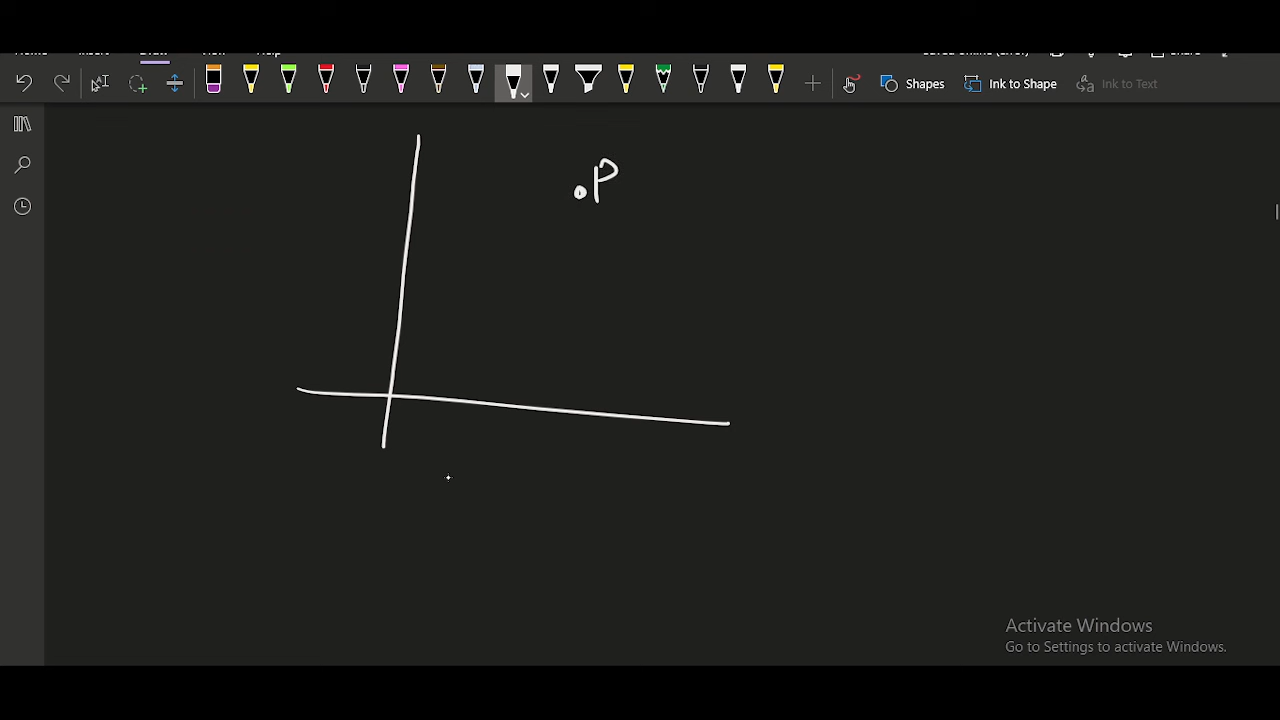 Shapes Ink to Shape Ink to Text
P
Activate Windows
Go to Settings to activate Windows.